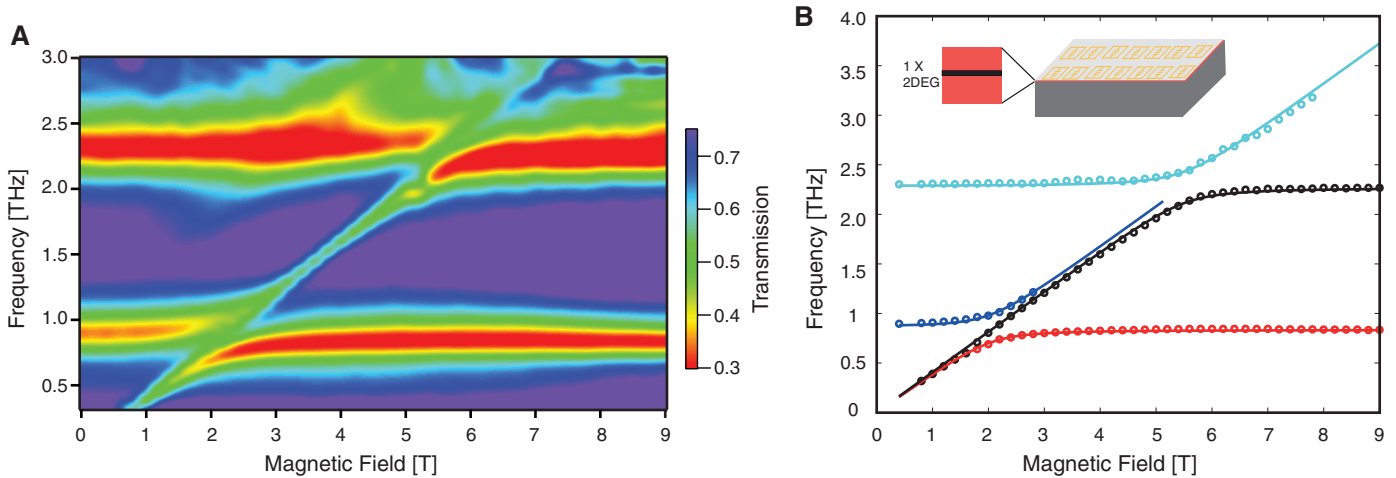 A
3.0
2.5
2.0
1.5
1.0
0.5
Frequency [THz]
0 1 2 3 4 5 6 7 8 9
Magnetic Field [T]
0.7
0.6
0.5
0.4
0.3
Transmission
B
4.0
3.5
3.0
2.5
2.0
1.5
1
0.5
0
Frequency [THz]
1 X
2DEG
0 1 2 3 4 5 6 7 8 9
Magnetic Field [T]